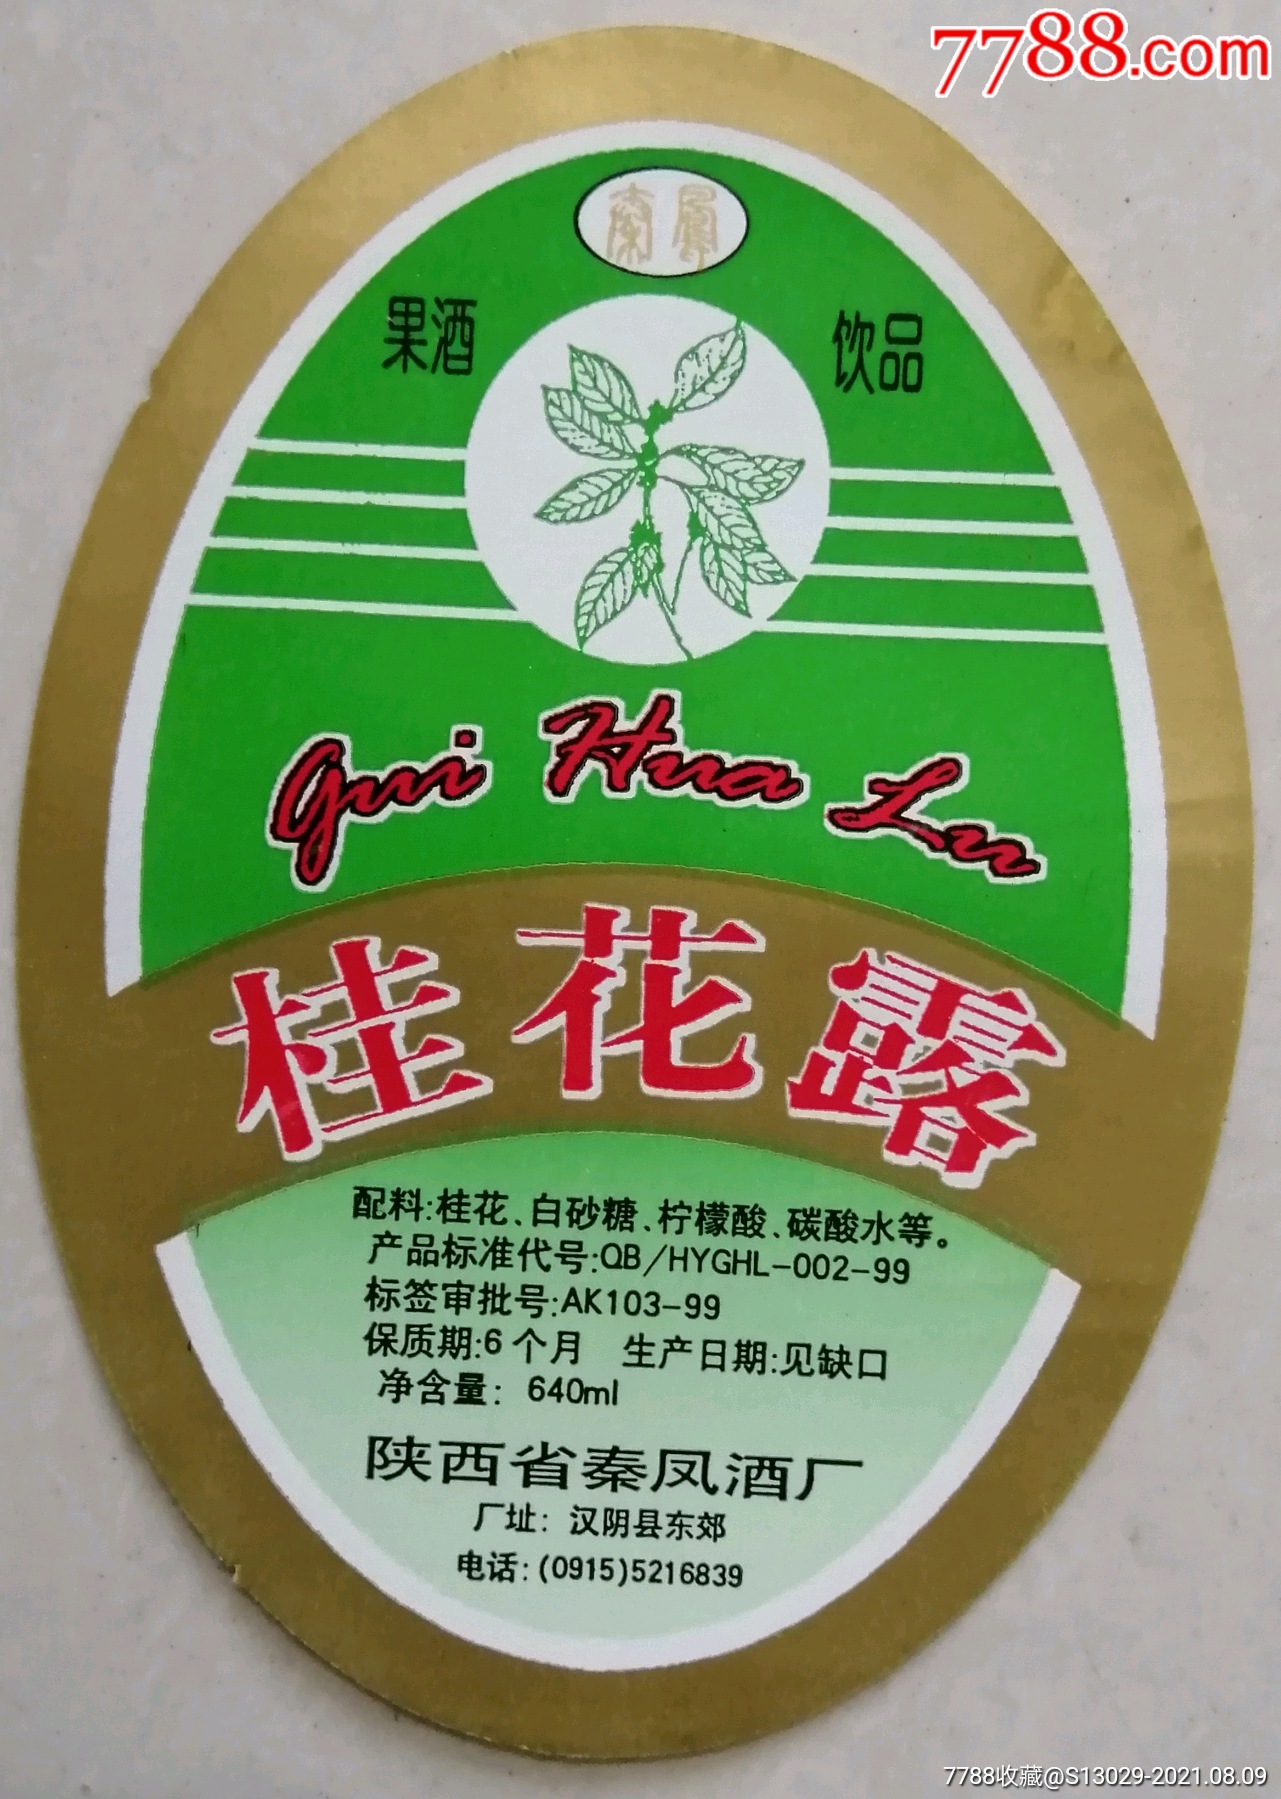 7788.com
秦凤
果酒 饮品
Gui Hua Lu
桂花露
配料:桂花、白砂糖、柠檬酸、碳酸水等。
产品标准代号:QB/HYGHL-002-99
标签审批号:AK103-99
保质期:6个月 生产日期:见缺口
净含量: 640ml
陕西省秦凤酒厂
厂址: 汉阴县东郊
电话:(0915)5216839
7788收藏@S13029-2021.08.09